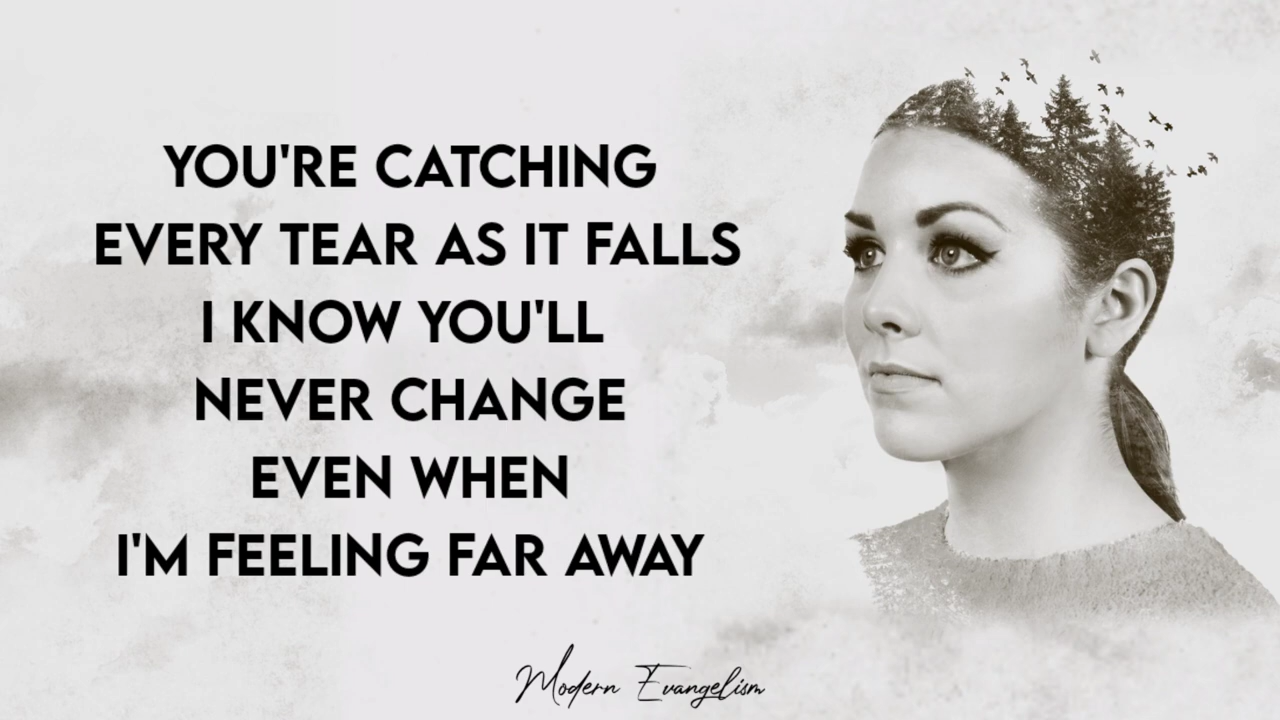 YOU'RE CATCHING
EVERY TEAR AS IT FALLS
I KNOW YOU'LL
NEVER CHANGE
EVEN WHEN
I'M FEELING FAR AWAY
Modern Evangelism